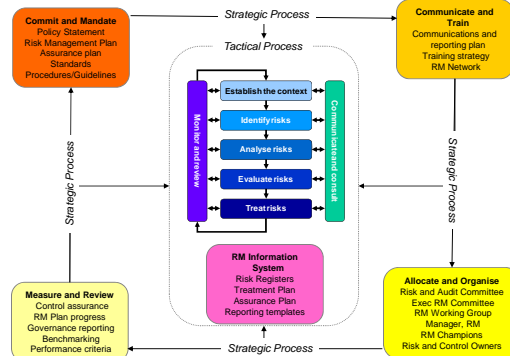 Commit and Mandate
Policy Statement
Risk Management Plan
Assurance plan
Standards
Procedures/Guidelines
Strategic Process
Communicate and
Train
Communications and
reporting plan
Training strategy
RM Network
Tactical Process
Establish the context
Identify risks
Analyse risks
Evaluate risks
Treat risks
Monitor and review
Communicate and consult
Strategic Process
Strategic Process
RM Information
System
Risk Registers
Treatment Plan
Assurance Plan
Reporting templates
Measure and Review
Control assurance
RM Plan progress
Governance reporting
Benchmarking
Performance criteria
Allocate and Organise
Risk and Audit Committee
Exec RM Committee
RM Working Group
Manager, RM
RM Champions
Risk and Control Owners
Strategic Process